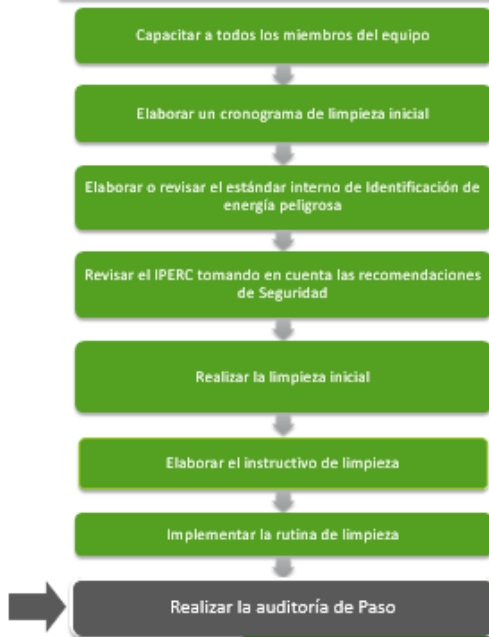 Capacitar a todos los miembros del equipo
Elaborar un cronograma de limpieza inicial
Elaborar o revisar el estándar interno de Identificación de
energía peligrosa
Revisar el IPERC tomando en cuenta las recomendaciones
de Seguridad
Realizar la limpieza inicial
Elaborar el instructivo de limpieza
Implementar la rutina de limpieza
Realizar la auditoría de Paso